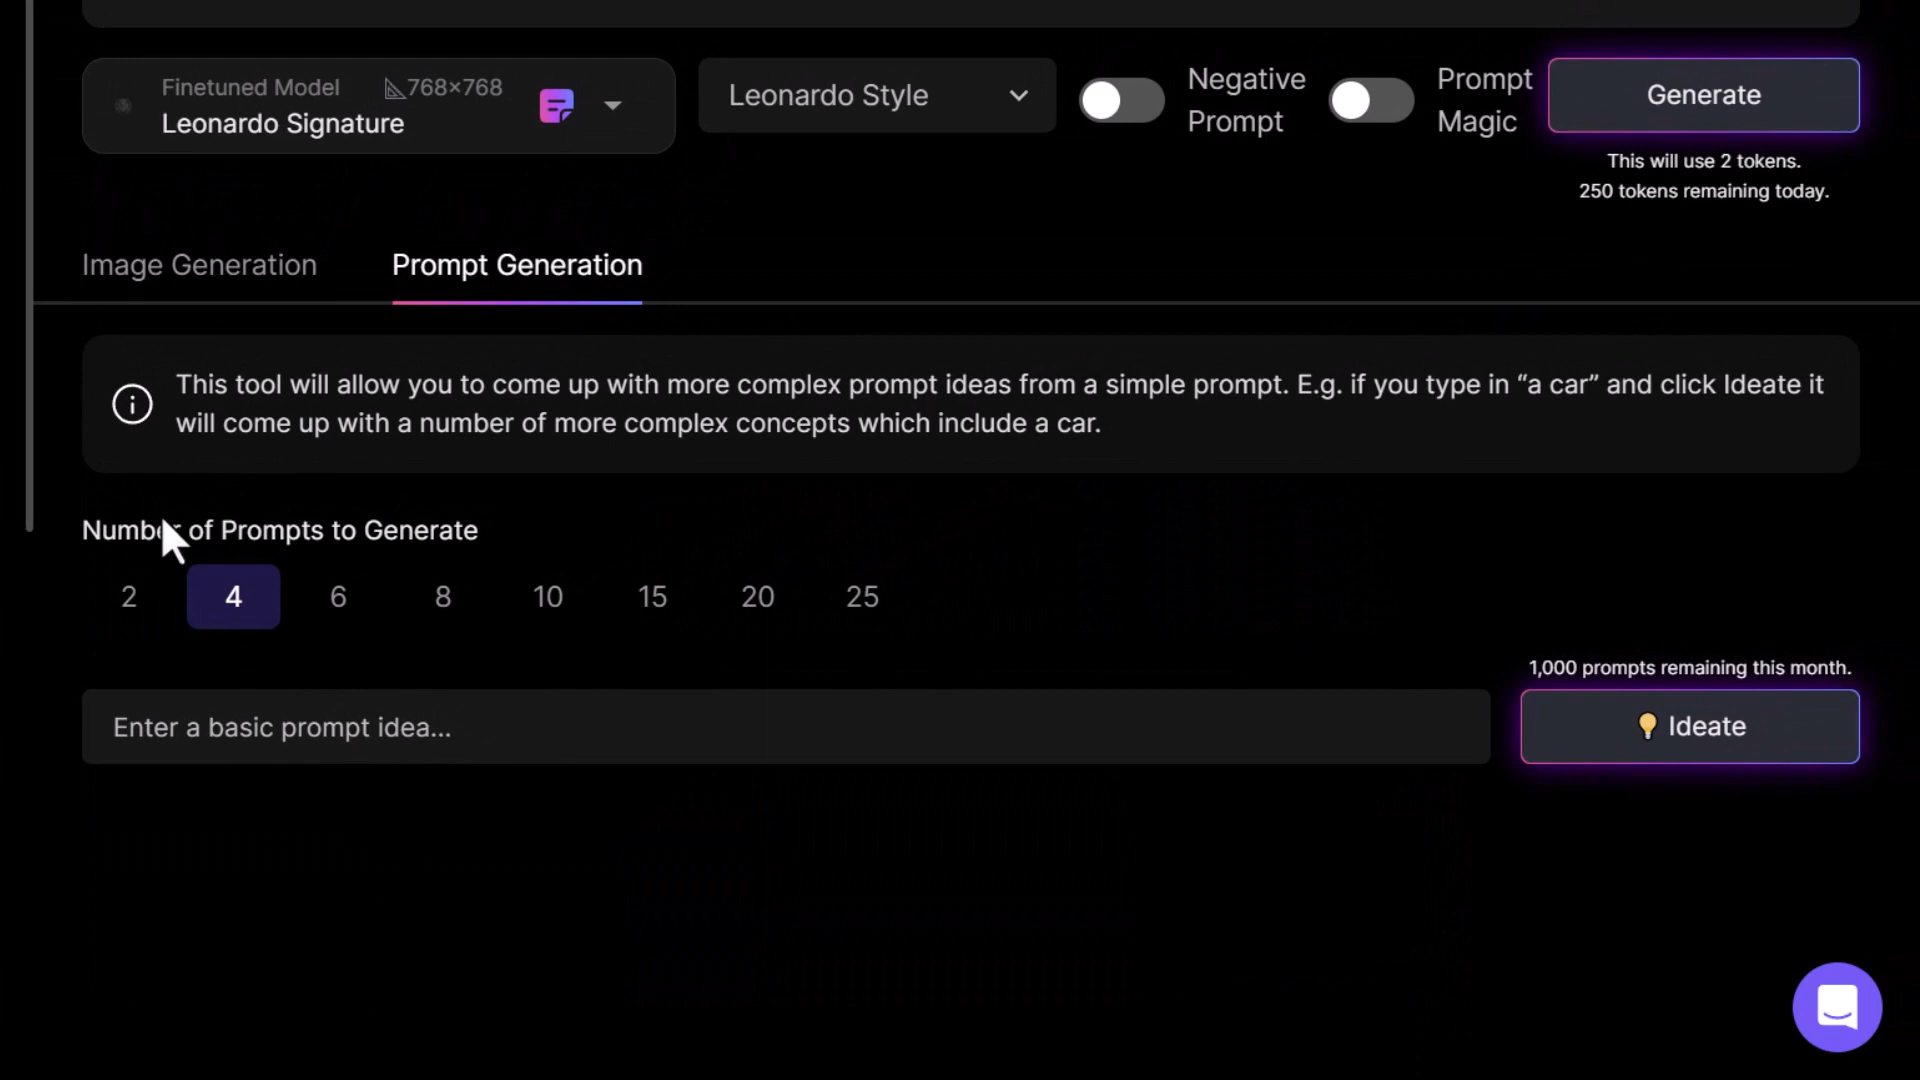 Finetuned Model 768×768
Leonardo Signature
Leonardo Style
Negative
Prompt
Prompt
Magic
Generate
This will use 2 tokens.
250 tokens remaining today.
Image Generation Prompt Generation
This tool will allow you to come up with more complex prompt ideas from a simple prompt. E.g. if you type in “a car” and click Ideate it
will come up with a number of more complex concepts which include a car.
Number of Prompts to Generate
2 4 6 8 10 15 20 25
1,000 prompts remaining this month.
Enter a basic prompt idea...
Ideate